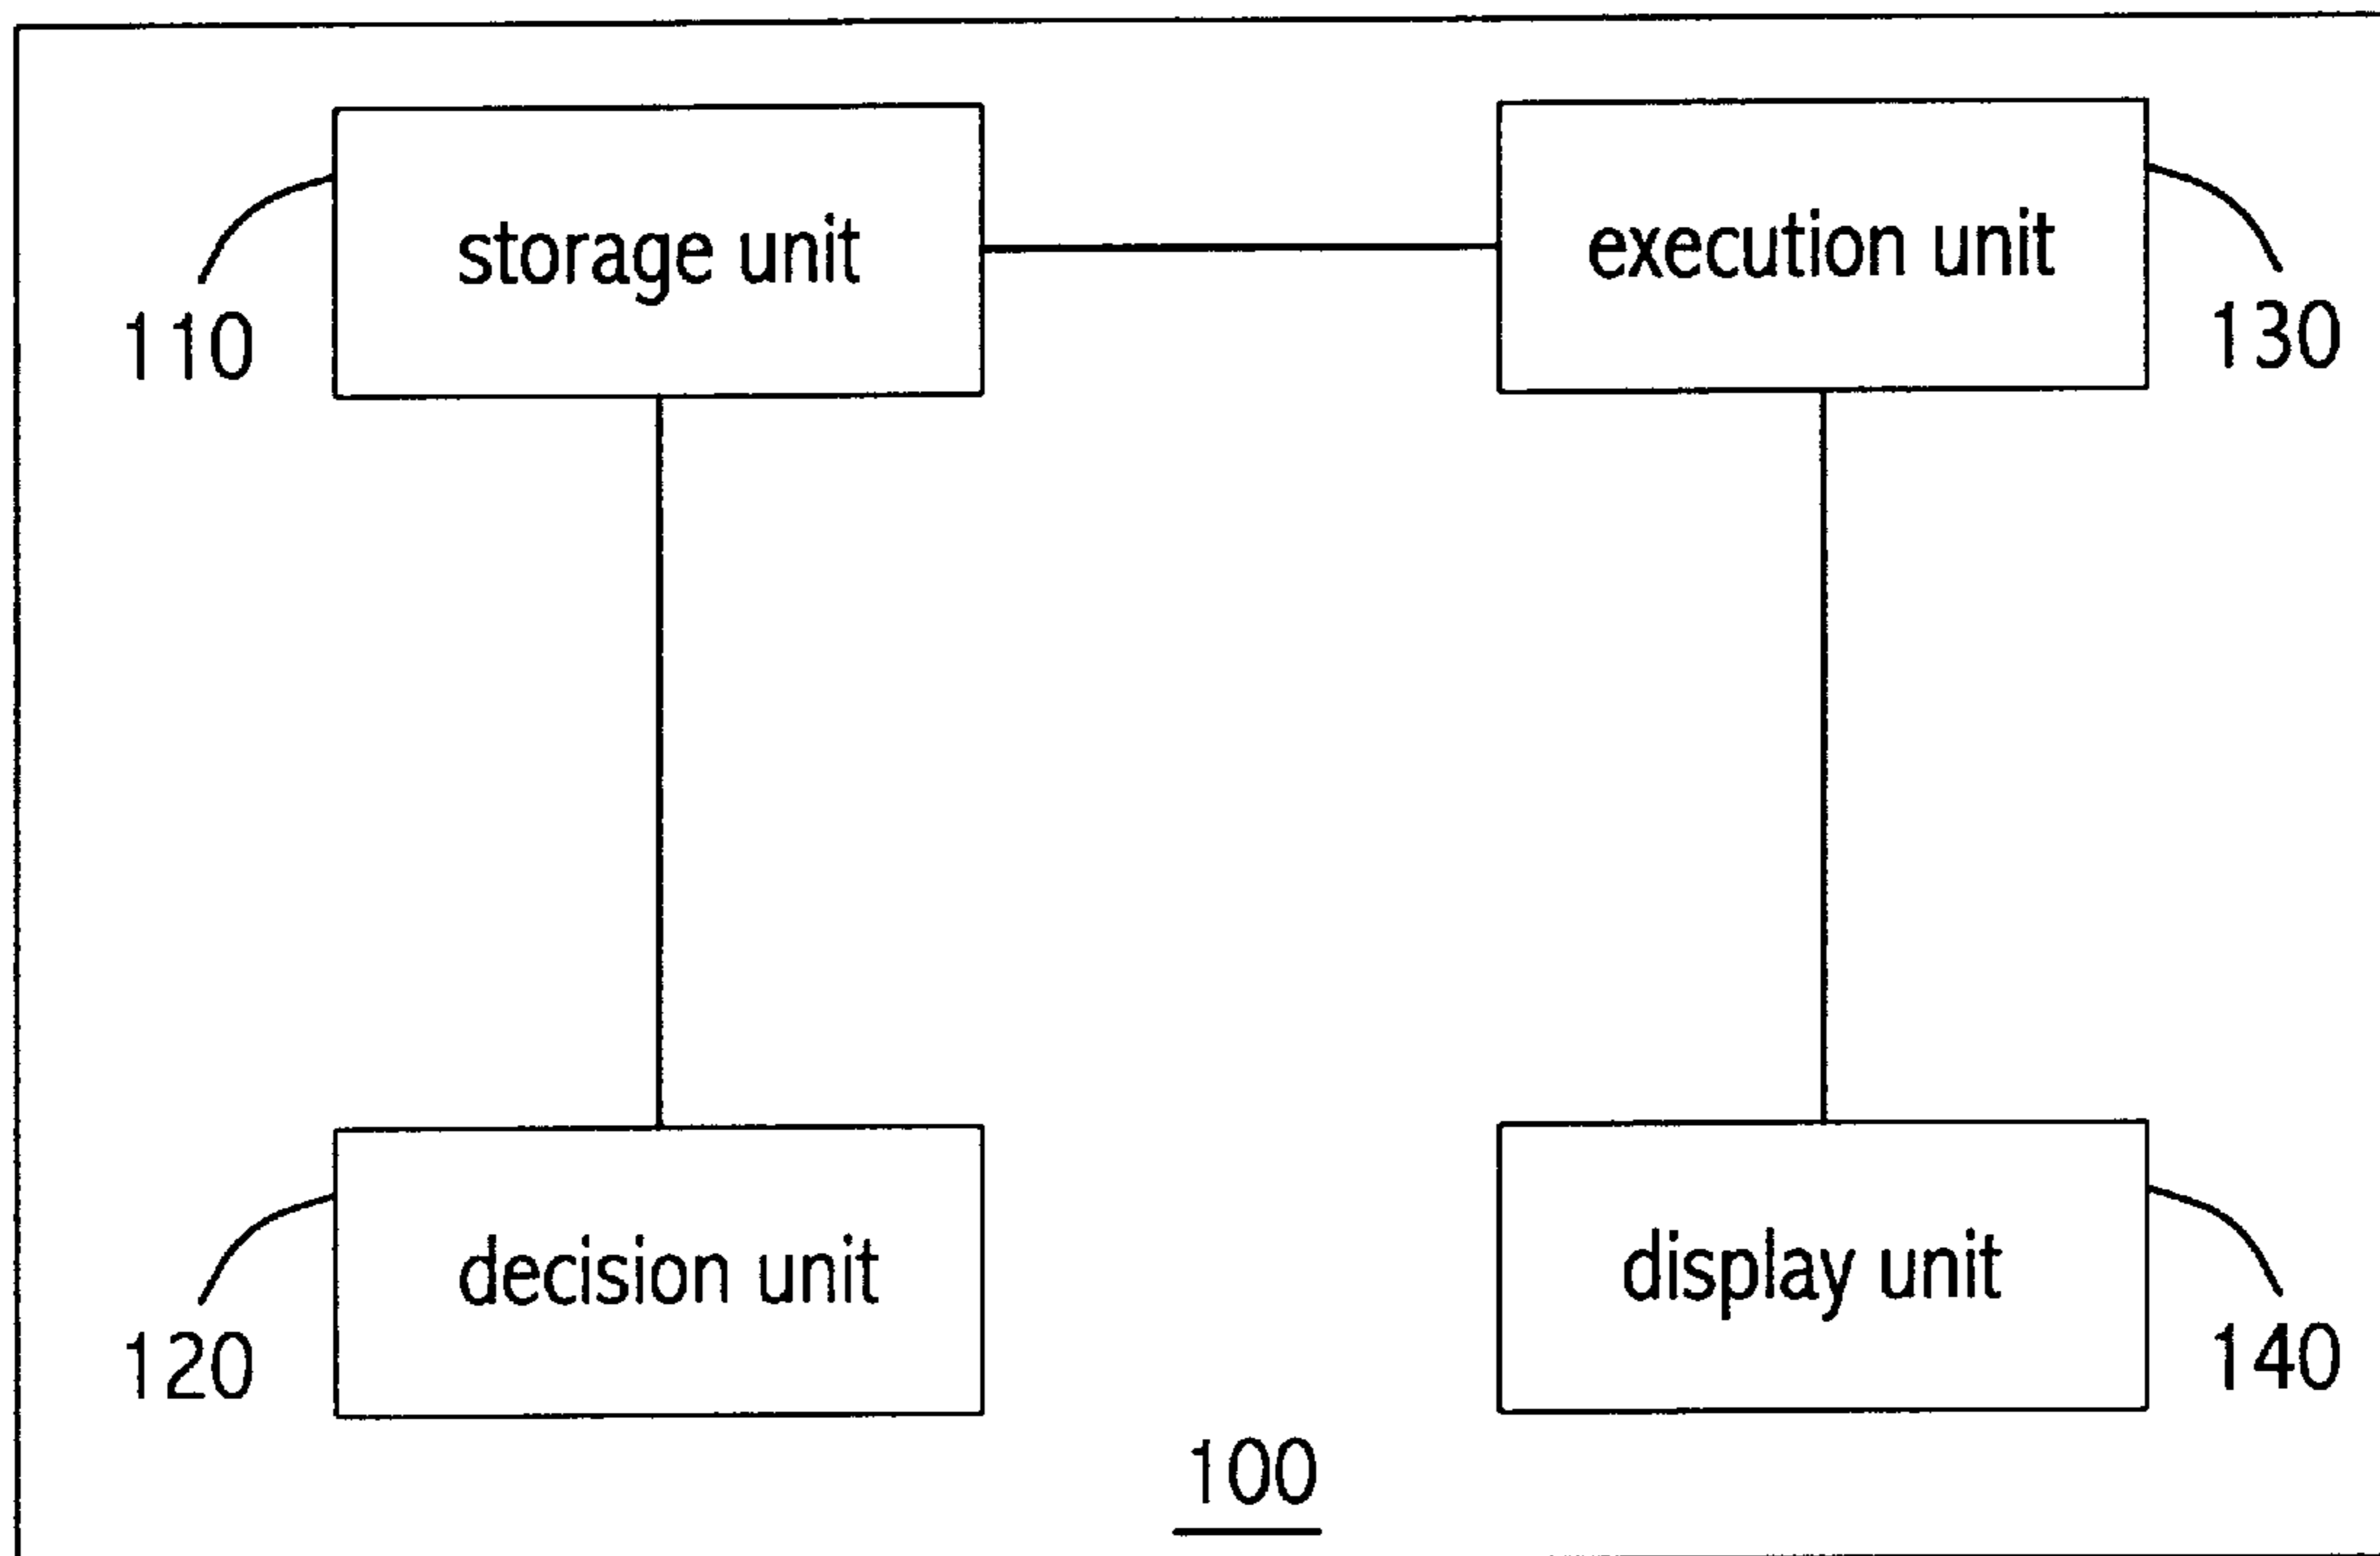 storage unit
110
execution unit
130
decision unit
120
display unit
140
100